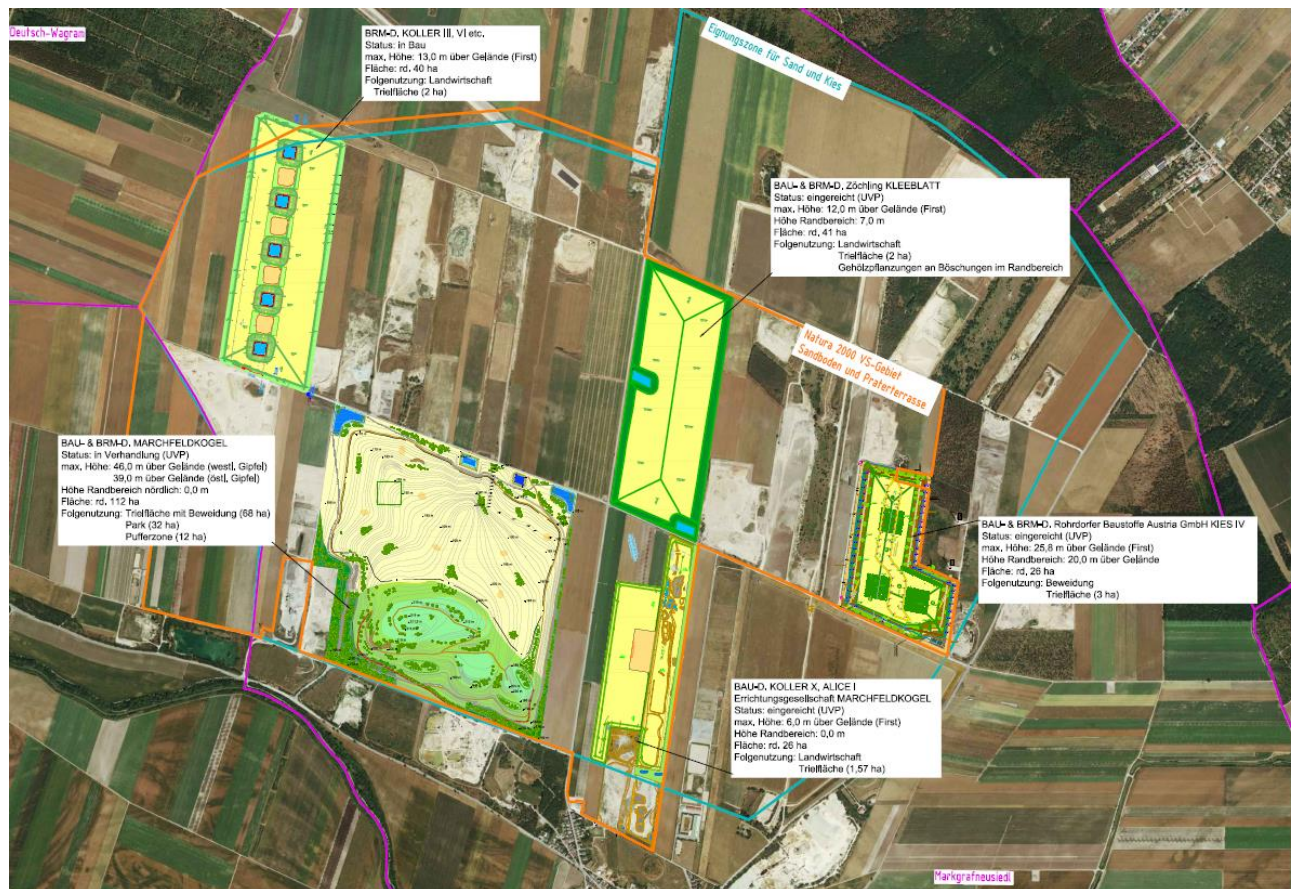 Deutsch-Wagram
BRM-D. KOLLER III, VI etc.
Status: in Bau
max. Höhe: 13,0 m über Gelände (First)
Fläche: rd. 40 ha
Folgenutzung: Landwirtschaft
Trielfläche (2 ha)
Eignungszone für Sand und Kies
BAU- & BRM-D. Zöchling KLEEBLATT
Status: eingereicht (UVP)
max. Höhe: 12,0 m über Gelände (First)
Höhe Randbereich: 7,0 m
Fläche: rd. 41 ha
Folgenutzung: Landwirtschaft
Trielfläche (2 ha)
Gehölzpflanzungen an Böschungen im Randbereich
Natura 2000 VS-Gebiet
Sandboden und Praterterrasse
BAU- & BRM-D. MARCHFELDKOGEL
Status: in Verhandlung (UVP)
max. Höhe: 46,0 m über Gelände (westl. Gipfel)
39,0 m über Gelände (östl. Gipfel)
Höhe Randbereich nördlich: 0,0 m
Fläche: rd. 112 ha
Folgenutzung: Trielfläche mit Beweidung (68 ha)
Park (32 ha)
Pufferzone (12 ha)
BAU- & BRM-D. Rohrdorfer Baustoffe Austria GmbH KIES IV
Status: eingereicht (UVP)
max. Höhe: 25,8 m über Gelände (First)
Höhe Randbereich: 20,0 m über Gelände
Fläche: rd. 26 ha
Folgenutzung: Beweidung
Trielfläche (3 ha)
BAU-D. KOLLER X, ALICE I
Errichtungsgesellschaft MARCHFELDKOGEL
Status: eingereicht (UVP)
max. Höhe: 6,0 m über Gelände (First)
Höhe Randbereich: 0,0 m
Fläche: rd. 26 ha
Folgenutzung: Landwirtschaft
Trielfläche (1,57 ha)
Markgrafneusiedl